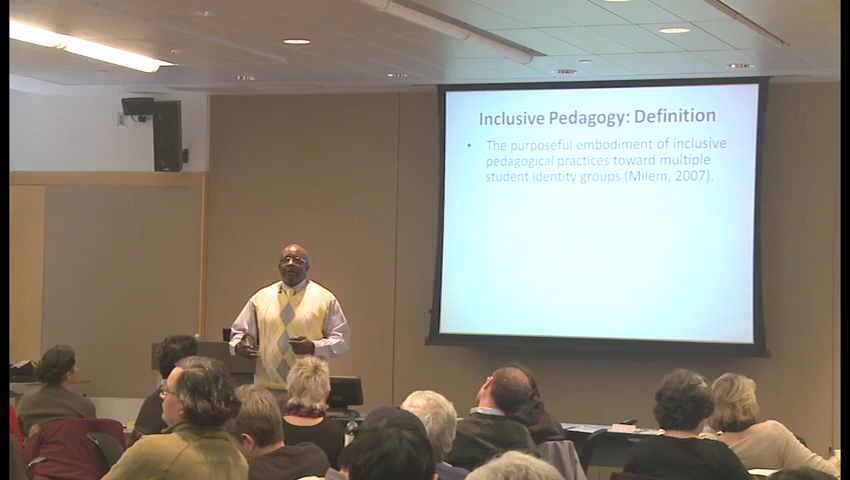 Inclusive Pedagogy: Definition
• The purposeful embodiment of inclusive
pedagogical practices toward multiple
student identity groups (Milem, 2007).